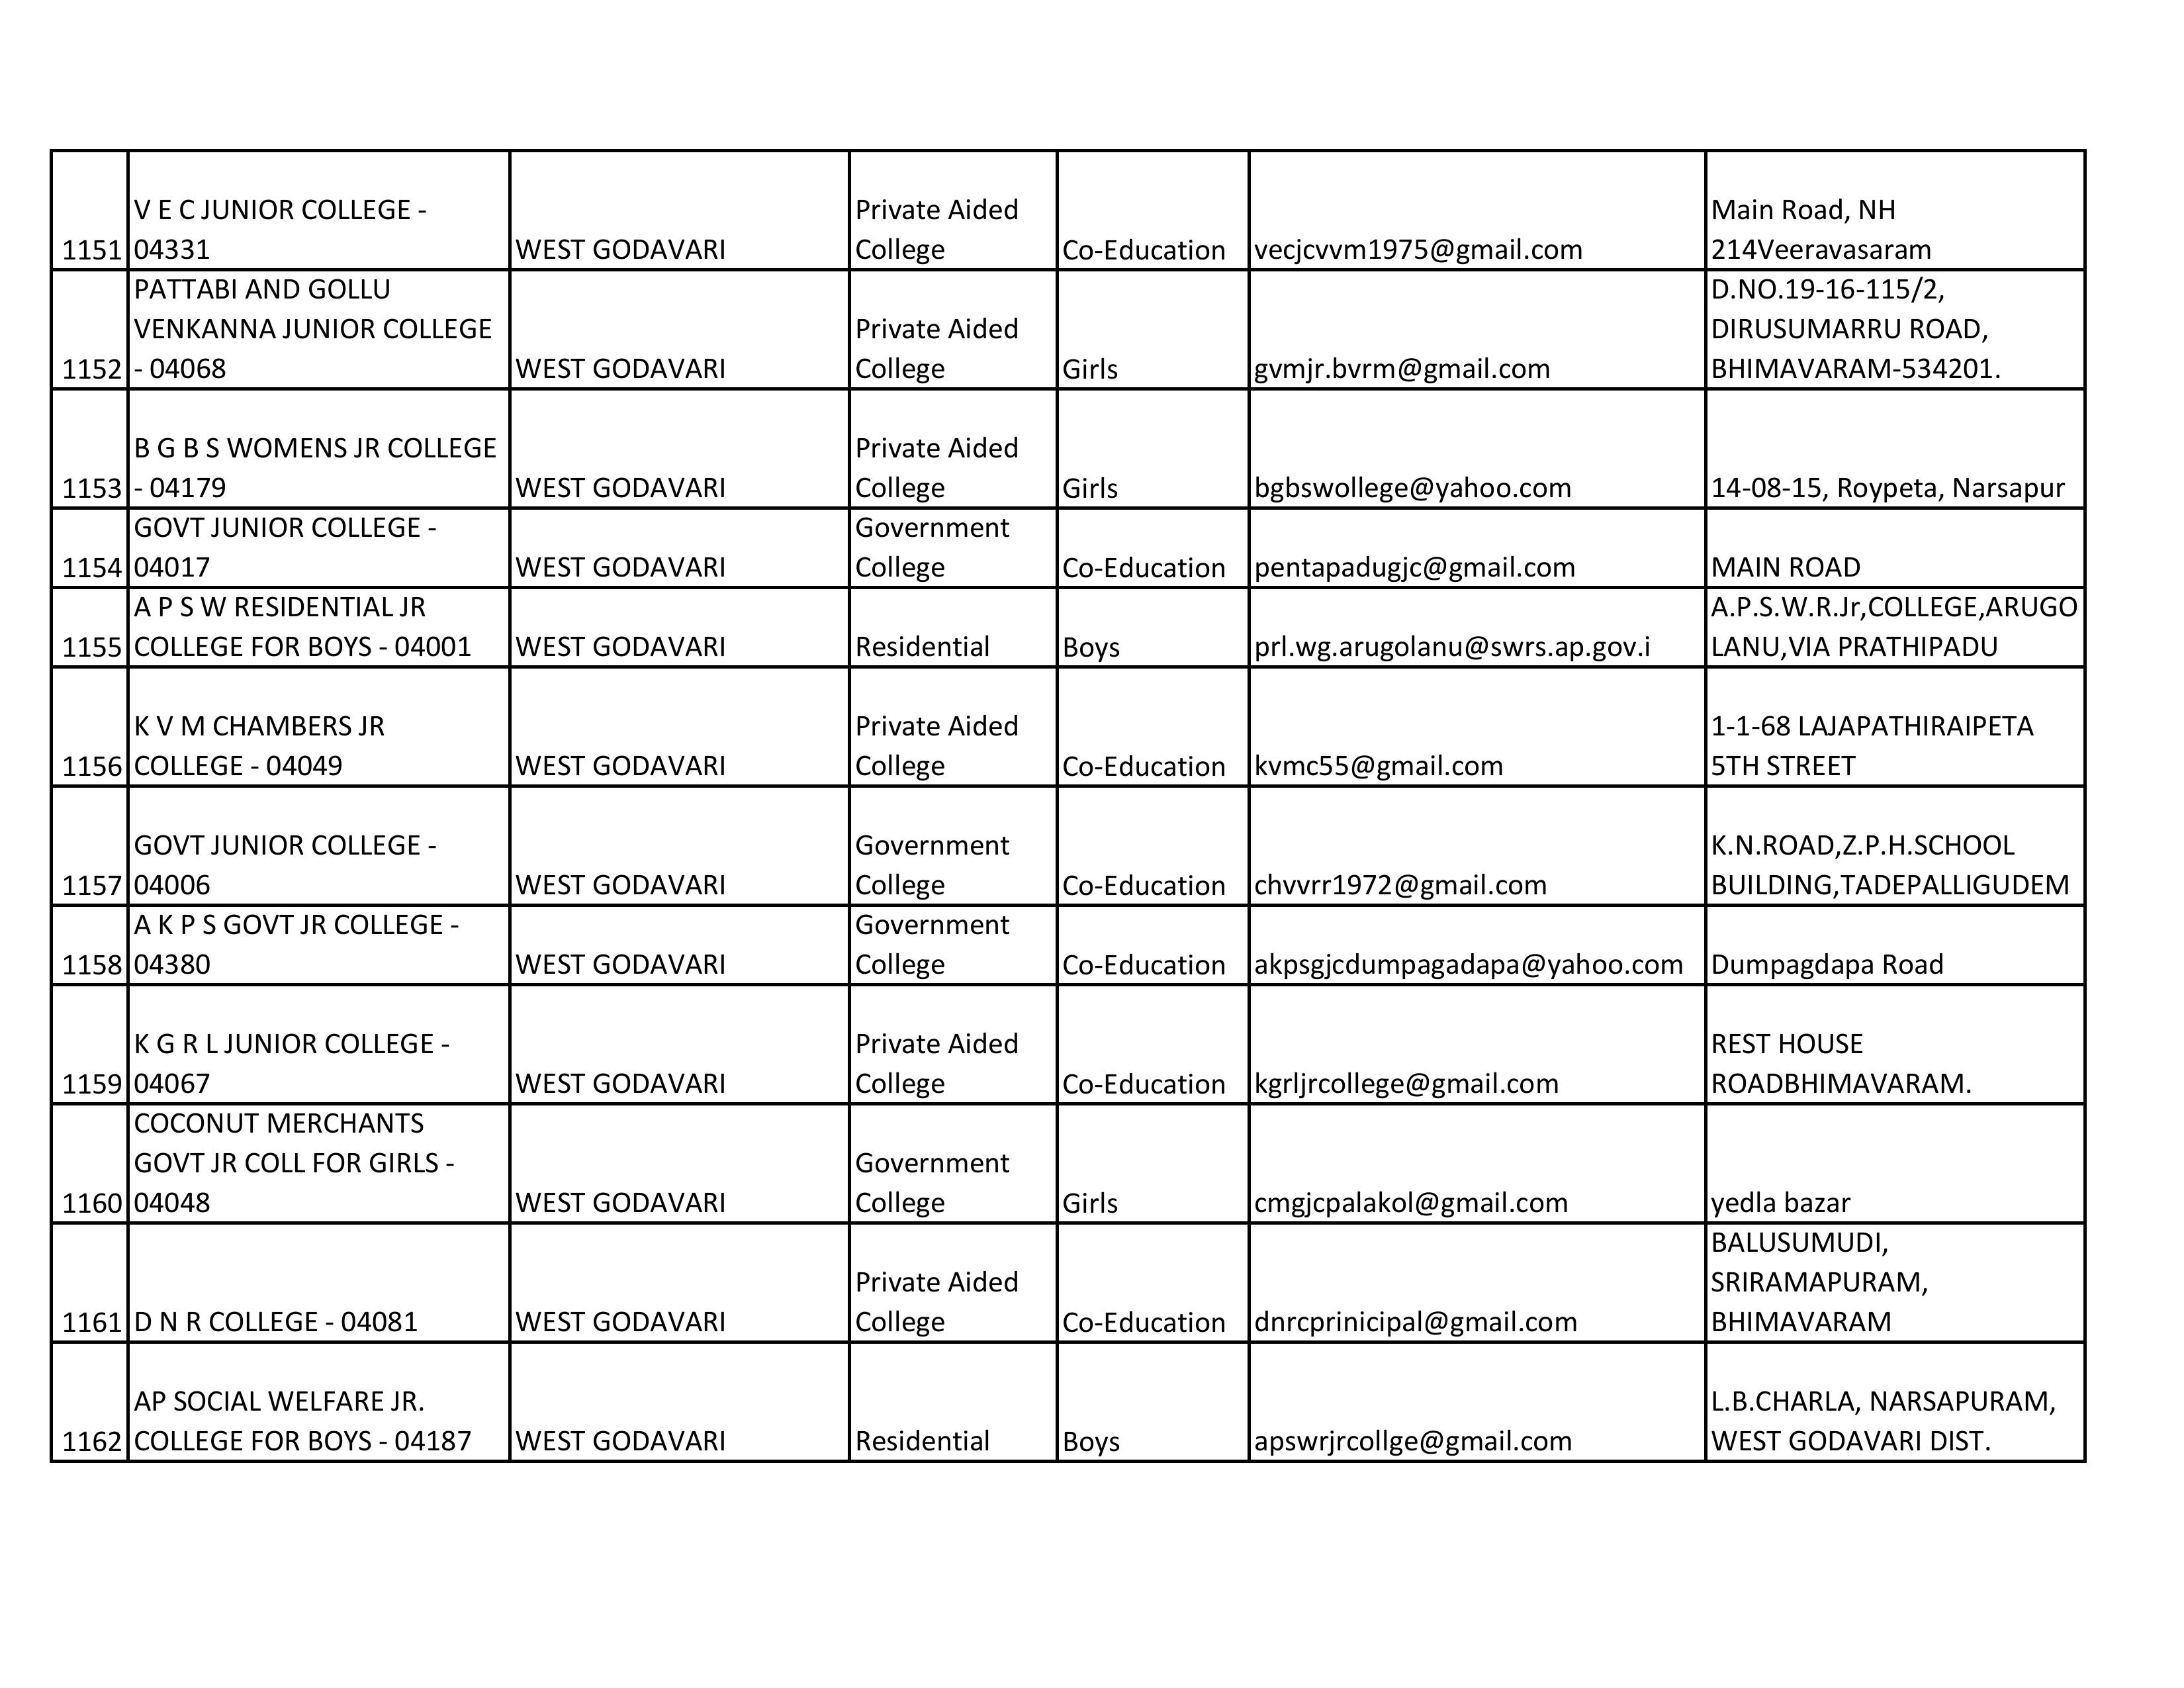 V E C JUNIOR COLLEGE -
Private Aided
Main Road, NH
1151 04331 WEST GODAVARI College Co-Education vecjcvvm1975@gmail.com 214Veeravasaram
PATTABI AND GOLLU
D.NO.19-16-115/2,
VENKANNA JUNIOR COLLEGE Private Aided DIRUSUMARRU ROAD,
1152 - 04068 WEST GODAVARI College Girls gvmjr.bvrm@gmail.com BHIMAVARAM-534201.
B G B S WOMENS JR COLLEGE Private Aided
1153 - 04179 WEST GODAVARI College Girls bgbswollege@yahoo.com 14-08-15, Roypeta, Narsapur
GOVT JUNIOR COLLEGE - Government
1154 04017 WEST GODAVARI College Co-Education pentapadugjc@gmail.com MAIN ROAD
A P S W RESIDENTIAL JR A.P.S.W.R.Jr,COLLEGE,ARUGO
1155 COLLEGE FOR BOYS - 04001 WEST GODAVARI Residential Boys prl.wg.arugolanu@swrs.ap.gov.i LANU,VIA PRATHIPADU
K V M CHAMBERS JR Private Aided 1-1-68 LAJAPATHIRAIPETA
1156 COLLEGE - 04049 WEST GODAVARI College Co-Education kvmc55@gmail.com 5TH STREET
GOVT JUNIOR COLLEGE - Government K.N.ROAD,Z.P.H.SCHOOL
1157 04006 WEST GODAVARI College Co-Education chvvrr1972@gmail.com BUILDING,TADEPALLIGUDEM
A K P S GOVT JR COLLEGE - Government
1158 04380 WEST GODAVARI College Co-Education akpsgjcdumpagadapa@yahoo.com Dumpagdapa Road
K G R L JUNIOR COLLEGE - Private Aided REST HOUSE
1159 04067 WEST GODAVARI College Co-Education kgrljrcollege@gmail.com ROADBHIMAVARAM.
COCONUT MERCHANTS
GOVT JR COLL FOR GIRLS - Government
1160 04048 WEST GODAVARI College Girls cmgjcpalakol@gmail.com yedla bazar
BALUSUMUDI,
Private Aided SRIRAMAPURAM,
1161 D N R COLLEGE - 04081 WEST GODAVARI College Co-Education dnrcprinicipal@gmail.com BHIMAVARAM
AP SOCIAL WELFARE JR. L.B.CHARLA, NARSAPURAM,
1162 COLLEGE FOR BOYS - 04187 WEST GODAVARI Residential Boys apswrjrcollge@gmail.com WEST GODAVARI DIST.